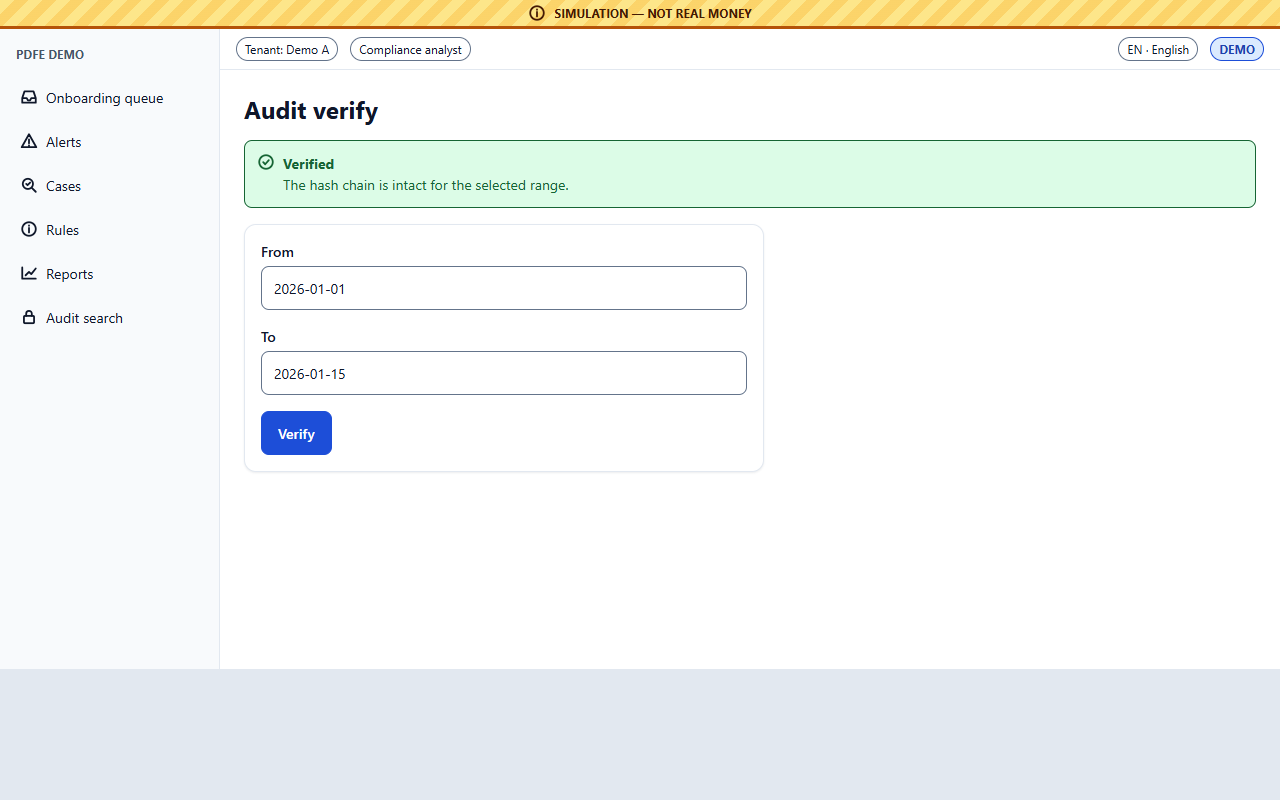 SIMULATION — NOT REAL MONEY
PDFE DEMO
Tenant: Demo A
Compliance analyst
EN · English
DEMO
Onboarding queue
Alerts
Cases
Rules
Reports
Audit search
Audit verify
Verified
The hash chain is intact for the selected range.
From
2026-01-01
To
2026-01-15
Verify